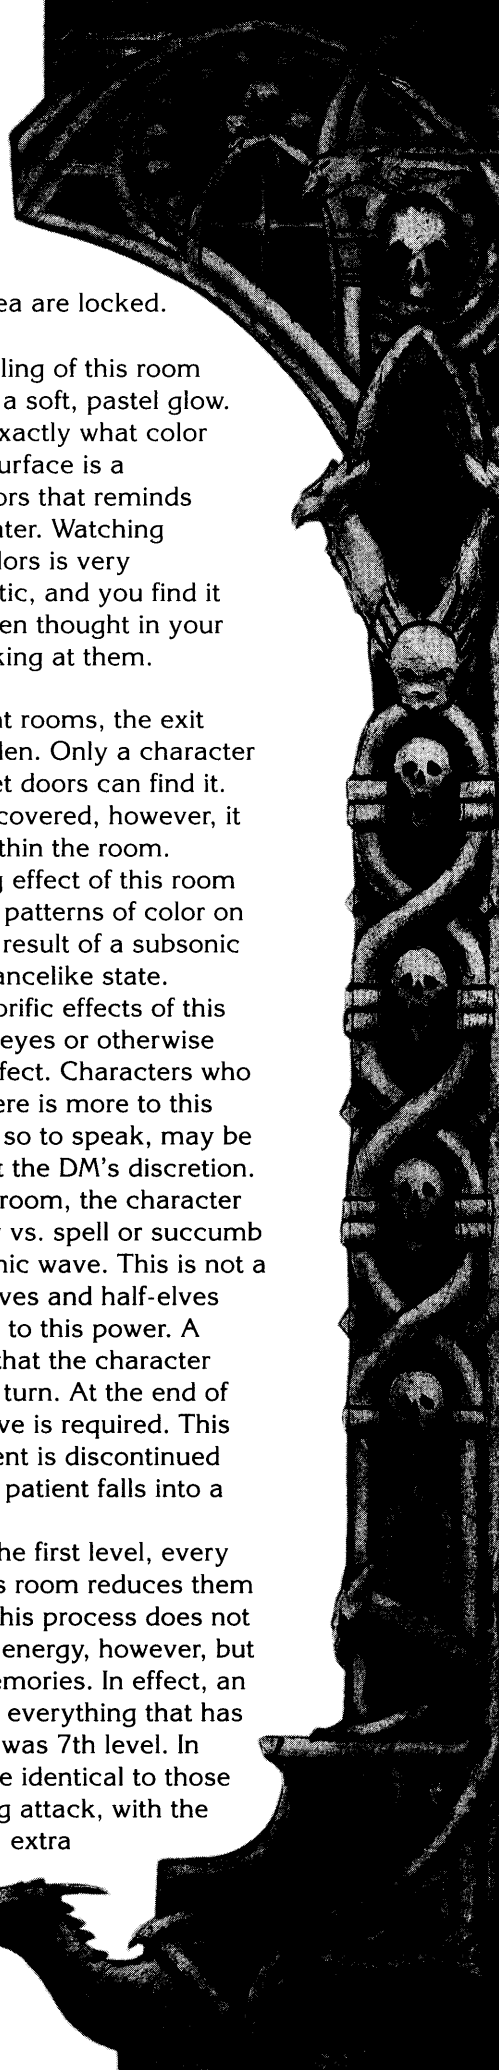 ea are locked.
ling of this room
a soft, pastel glow.
xactly what color
urface is a
ors that reminds
ater. Watching
lors is very
tic, and you find it
en thought in your
king at them.
nt rooms, the exit
den. Only a character
et doors can find it.
covered, however, it
thin the room.
g effect of this room
patterns of color on
result of a subsonic
ancelike state.
orific effects of this
eyes or otherwise
fect. Characters who
ere is more to this
so to speak, may be
t the DM's discretion.
room, the character
vs. spell or succumb
nic wave. This is not a
ves and half-elves
to this power. A
that the character
turn. At the end of
ve is required. This
ent is discontinued
patient falls into a
he first level, every
s room reduces them
his process does not
energy, however, but
emories. In effect, an
everything that has
was 7th level. In
e identical to those
g attack, with the
extra